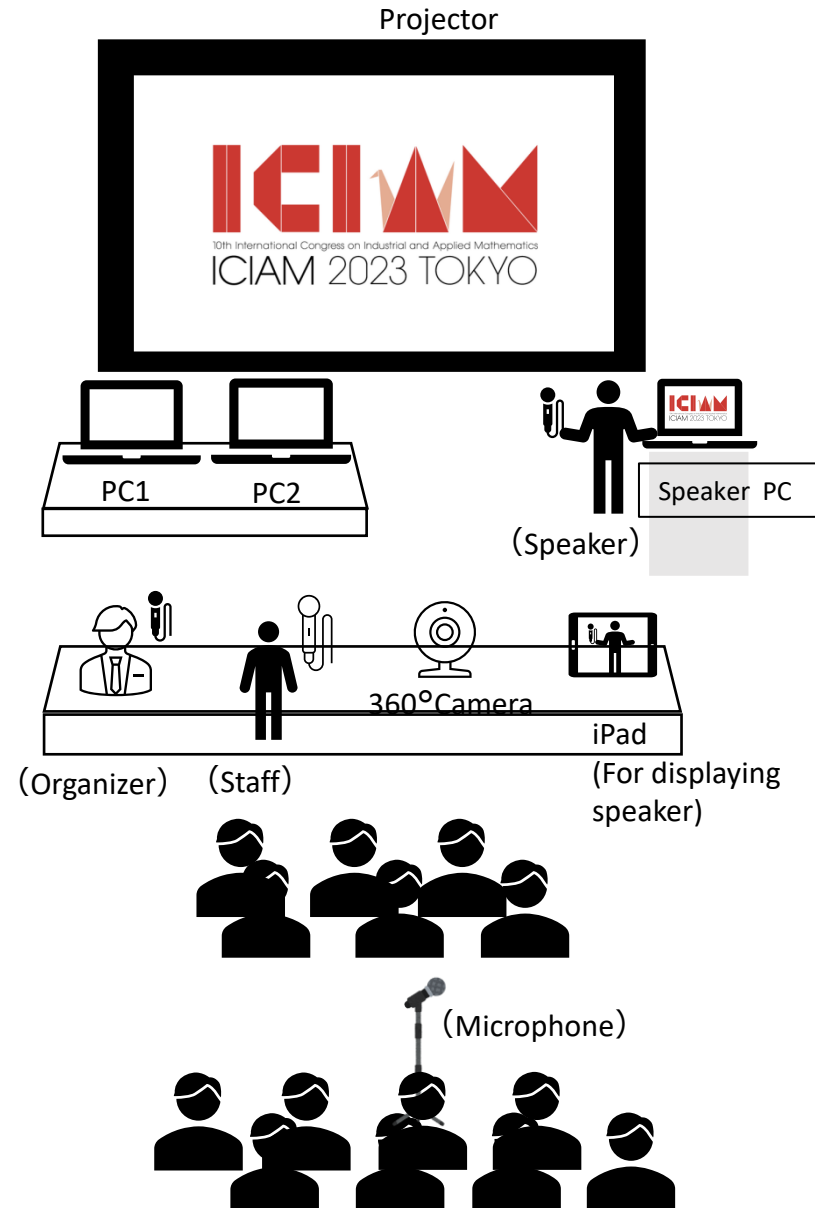 Projector
ICIAM
10th International Congress on Industrial and Applied Mathematics
ICIAM 2023 TOKYO
ICIAM
ICIAM 2023 TOKYO
PC1
PC2
Speaker PC
（Speaker）
360°Camera
iPad
(For displaying
speaker)
（Organizer）
（Staff）
（Microphone）